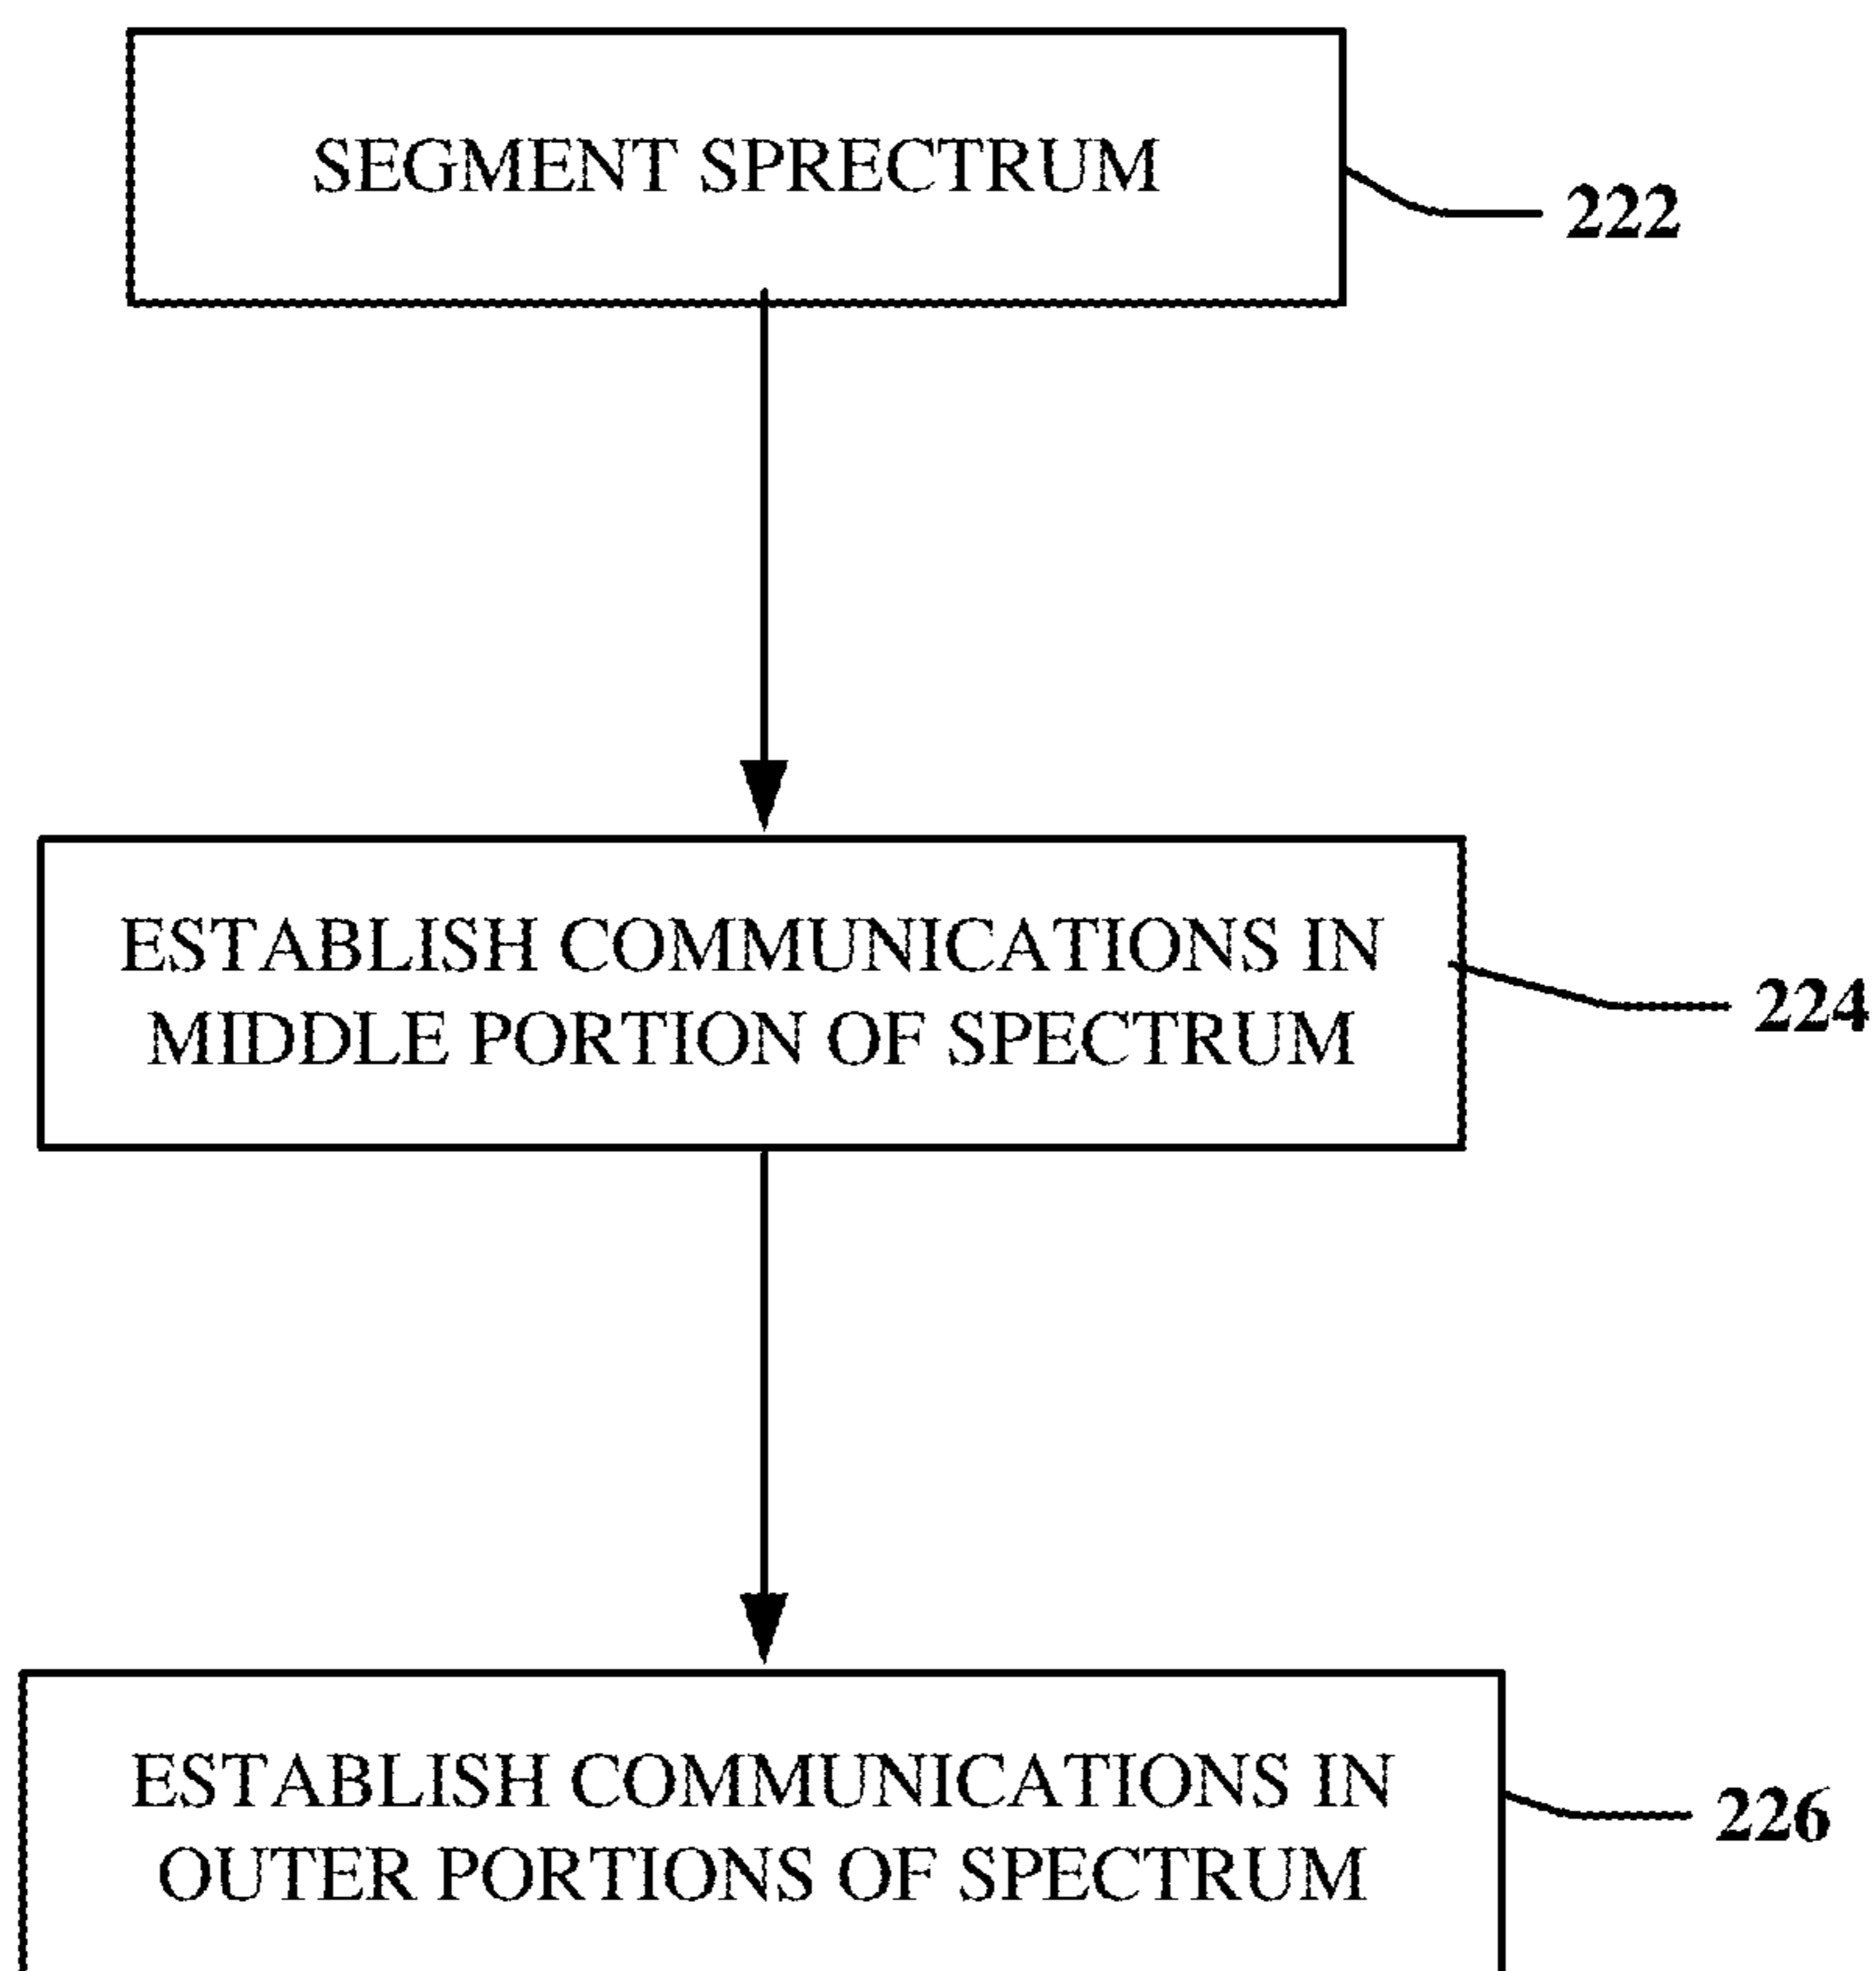 SEGMENT SPRECTRUM
222
ESTABLISH COMMUNICATIONS IN
MIDDLE PORTION OF SPECTRUM
224
ESTABLISH COMMUNICATIONS IN
OUTER PORTIONS OF SPECTRUM
226